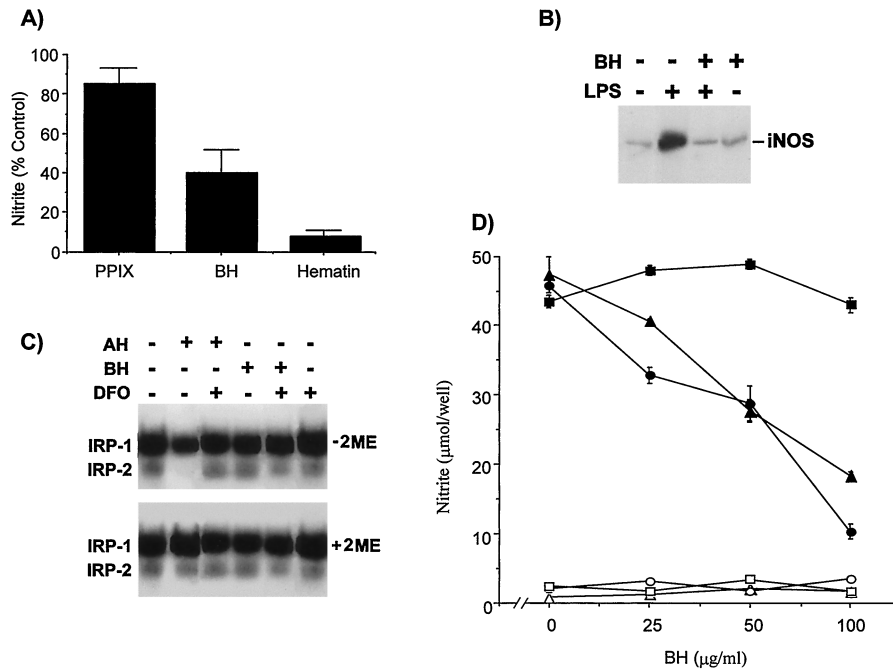 A)
Nitrite (% Control)
100
80
60
40
20
0
PPIX BH Hematin
B)
BH - - + +
LPS - + + -
iNOS
C)
AH - + + - - -
BH - - - + + -
DFO - - + - + +
IRP-1
IRP-2
-2ME
IRP-1
IRP-2
+2ME
D)
Nitrite (μmol/well)
50
40
30
20
10
0
0 25 50 100
BH (μg/ml)